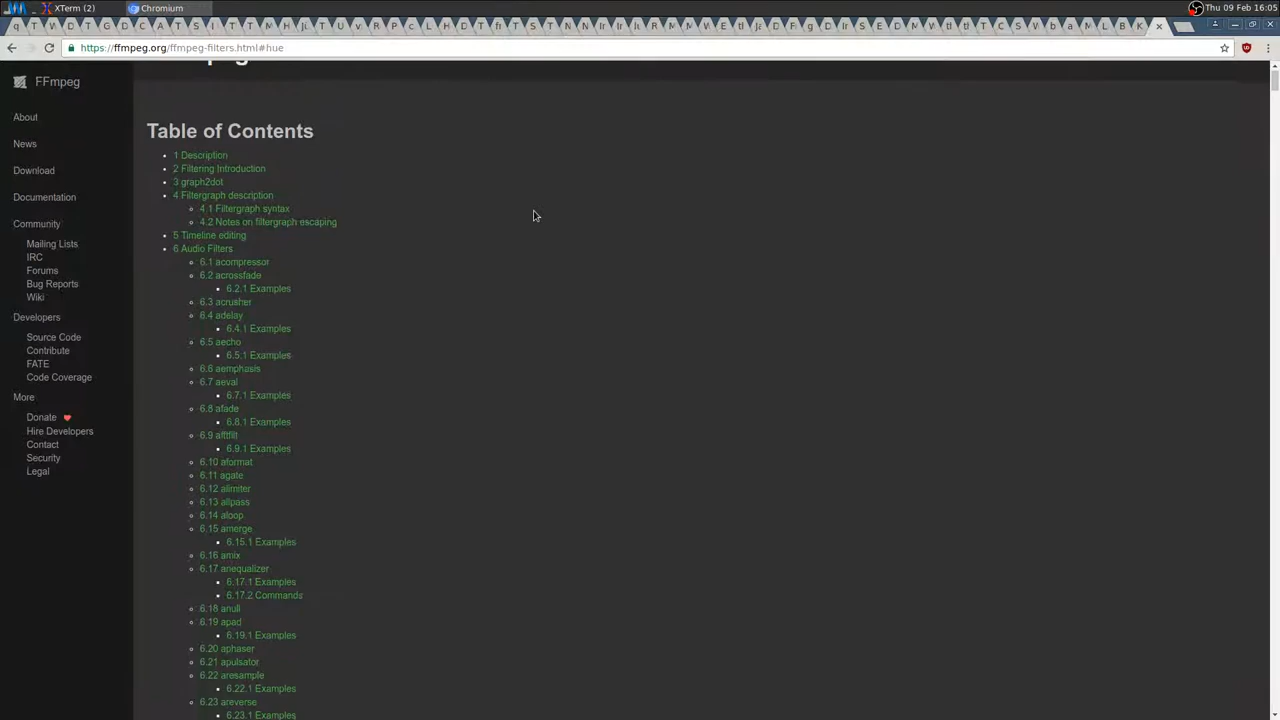 XTerm (2)
Chromium
Thu 09 Feb 16:05
https://ffmpeg.org/ffmpeg-filters.html#hue
FFmpeg
About
News
Download
Documentation
Community
Mailing Lists
IRC
Forums
Bug Reports
Wiki
Developers
Source Code
Contribute
FATE
Code Coverage
More
Donate
Hire Developers
Contact
Security
Legal
Table of Contents
1 Description
2 Filtering Introduction
3 graph2dot
4 Filtergraph description
4.1 Filtergraph syntax
4.2 Notes on filtergraph escaping
5 Timeline editing
6 Audio Filters
6.1 acompressor
6.2 acrossfade
6.2.1 Examples
6.3 acrusher
6.4 adelay
6.4.1 Examples
6.5 aecho
6.5.1 Examples
6.6 aemphasis
6.7 aeval
6.7.1 Examples
6.8 afade
6.8.1 Examples
6.9 afftfilt
6.9.1 Examples
6.10 aformat
6.11 agate
6.12 alimiter
6.13 allpass
6.14 aloop
6.15 amerge
6.15.1 Examples
6.16 amix
6.17 anequalizer
6.17.1 Examples
6.17.2 Commands
6.18 anull
6.19 apad
6.19.1 Examples
6.20 aphaser
6.21 apulsator
6.22 aresample
6.22.1 Examples
6.23 areverse
6.23.1 Examples